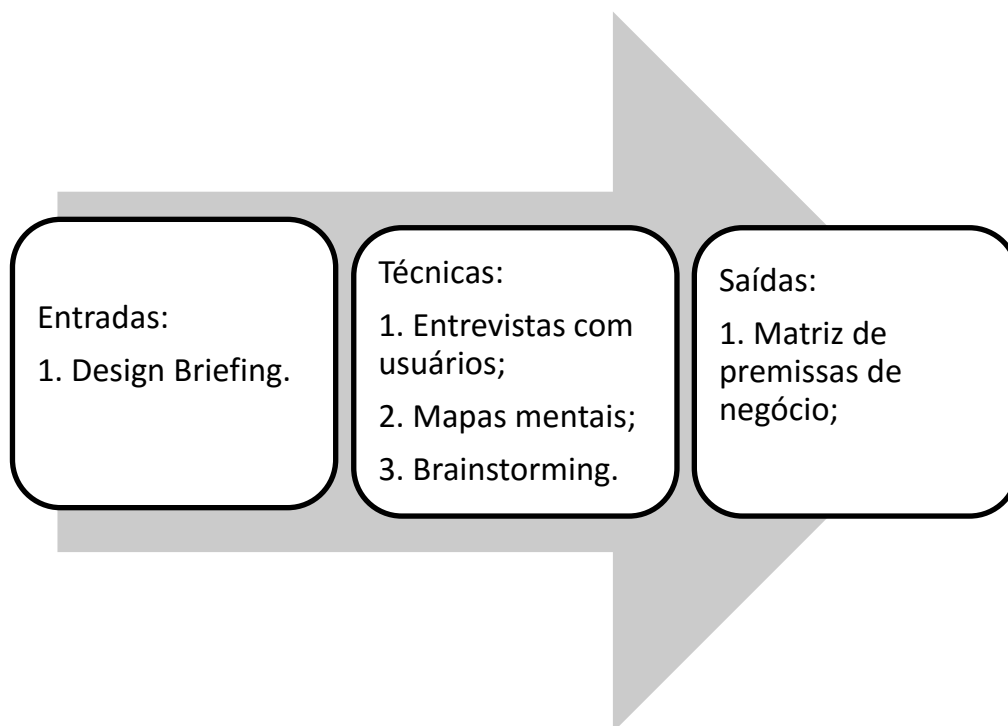 Entradas:
1. Design Briefing.
Técnicas:
1. Entrevistas com
usuários;
2. Mapas mentais;
3. Brainstorming.
Saídas:
1. Matriz de
premissas de
negócio;